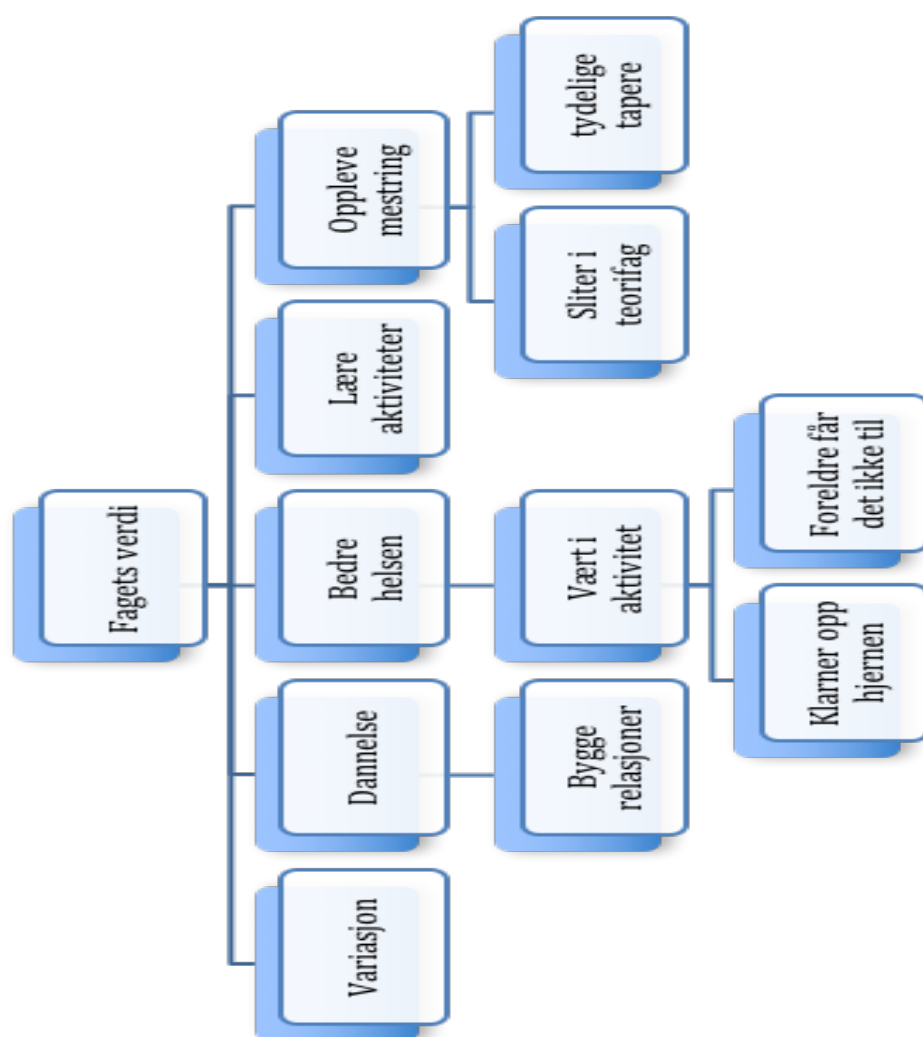 Fagets verdi
Variasjon
Dannelse
Bedre
helsen
Lære
aktiviteter
Oppleve
mestring
Bygge
relasjoner
Vært i
aktivitet
Sliter i
teorifag
tydelige
tapere
Klarner opp
hjernen
Foreldre får
det ikke til